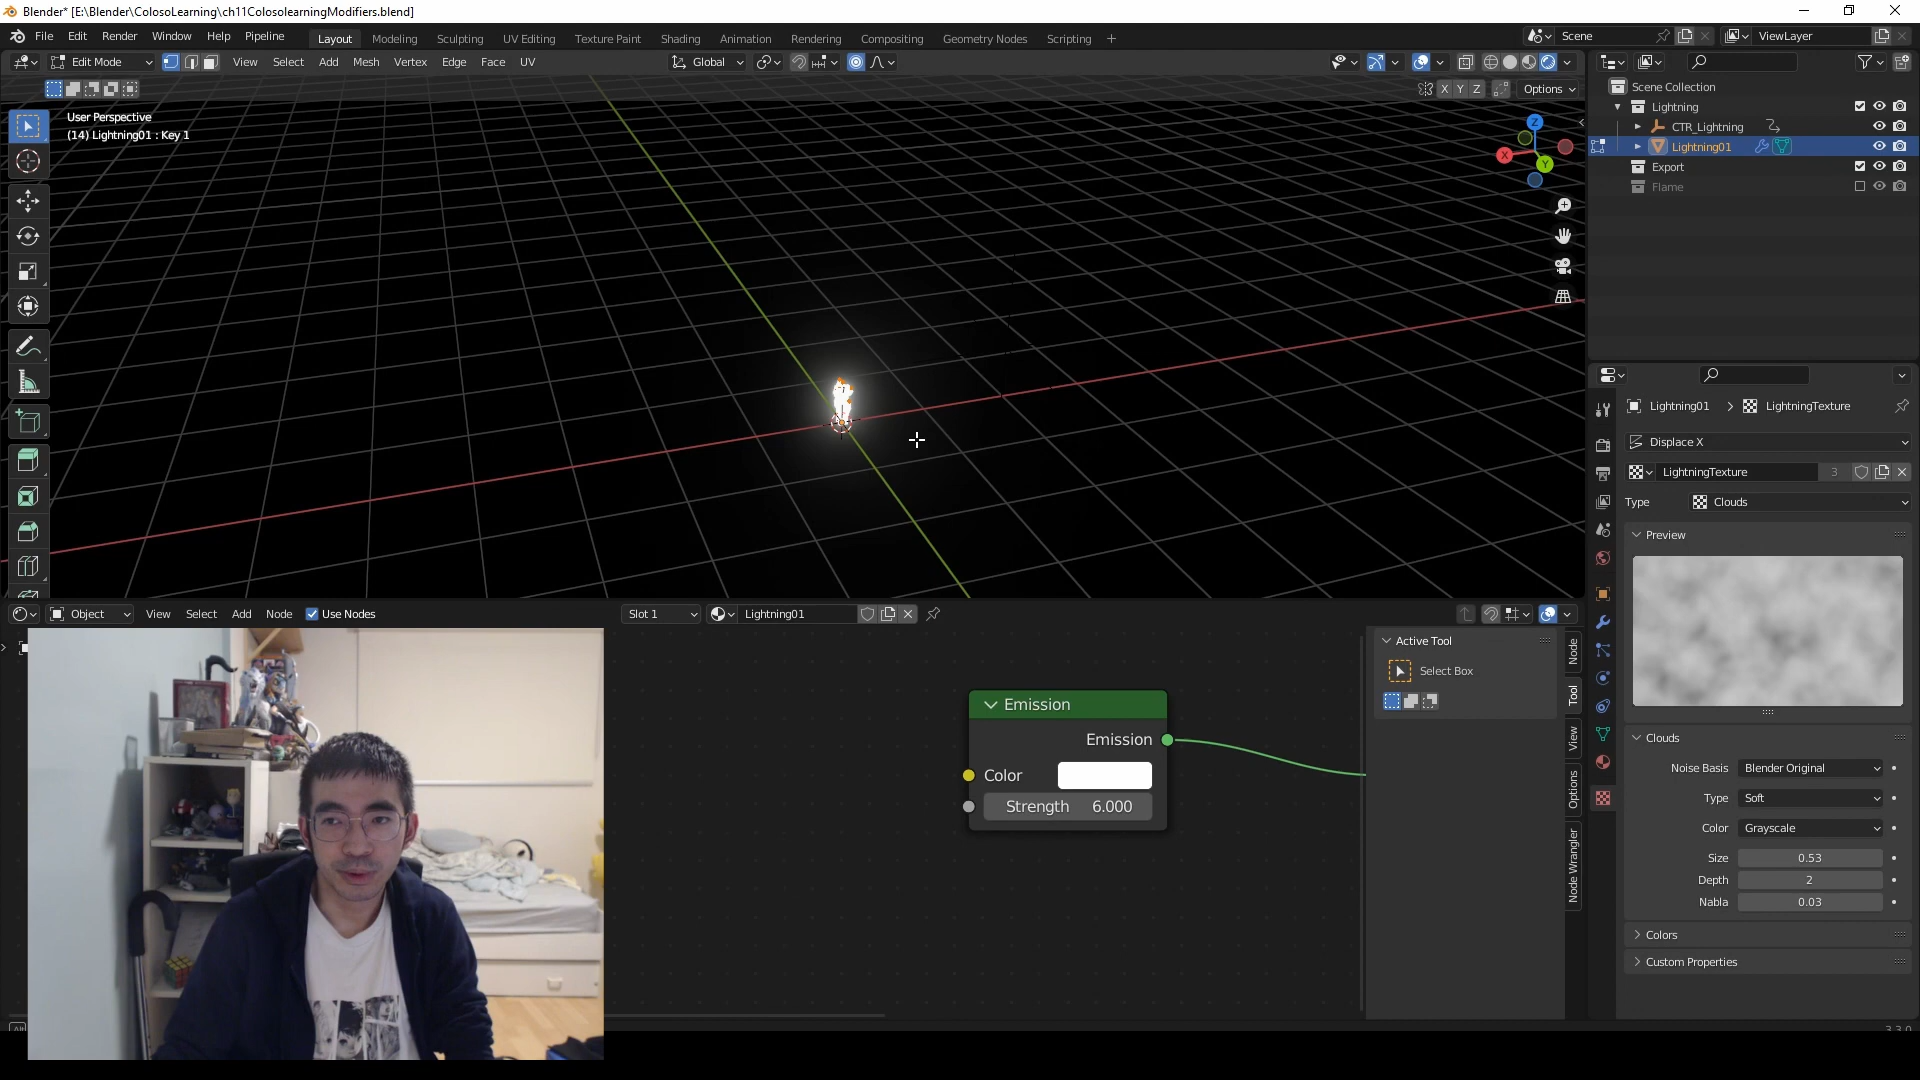 Blender* [E:\Blender\ColosoLearning\ch11ColosolearningModifiers.blend]
File Edit Render Window Help Pipeline Layout Modeling Sculpting UV Editing Texture Paint Shading Animation Rendering Compositing Geometry Nodes Scripting + Scene ViewLayer
Edit Mode View Select Add Mesh Vertex Edge Face UV Global
X Y Z Options
User Perspective
(14) Lightning01 : Key 1
Z
X
Y
Scene Collection
Lightning
CTR_Lightning
Lightning01
Export
Flame
Lightning01 > LightningTexture
Displace X
LightningTexture 3
Type Clouds
Preview
Clouds
Noise Basis Blender Original
Type Soft
Color Grayscale
Size 0.53
Depth 2
Nabla 0.03
Colors
Custom Properties
Object View Select Add Node Use Nodes Slot 1 Lightning01
Active Tool
Select Box
Node
Tool
View
Options
Node Wrangler
Emission
Emission
Color
Strength 6.000
3.3.0